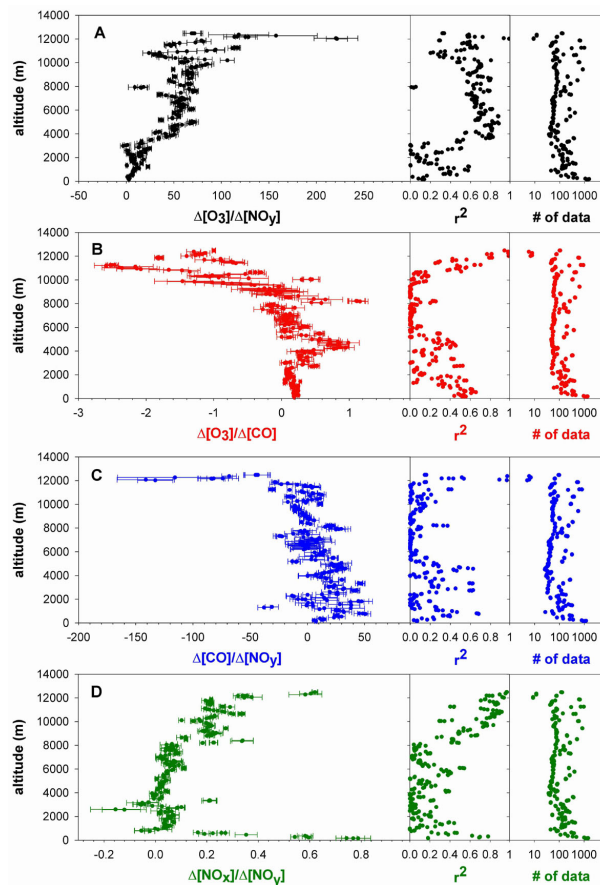 A
altitude (m)
14000
12000
10000
8000
6000
4000
2000
0
-50 0 50 100 150 200 250
0.0 0.2 0.4 0.6 0.8 1
10 100 1000
Δ[O3]/Δ[NOy]
r2
# of data
B
altitude (m)
14000
12000
10000
8000
6000
4000
2000
0
-3 -2 -1 0 1
0.0 0.2 0.4 0.6 0.8 1
10 100 1000
Δ[O3]/Δ[CO]
r2
# of data
C
altitude (m)
14000
12000
10000
8000
6000
4000
2000
0
-200 -150 -100 -50 0 50
0.0 0.2 0.4 0.6 0.8 1
10 100 1000
Δ[CO]/Δ[NOy]
r2
# of data
D
altitude (m)
14000
12000
10000
8000
6000
4000
2000
0
-0.2 0.0 0.2 0.4 0.6 0.8
0.0 0.2 0.4 0.6 0.8 1
10 100 1000
Δ[NOx]/Δ[NOy]
r2
# of data